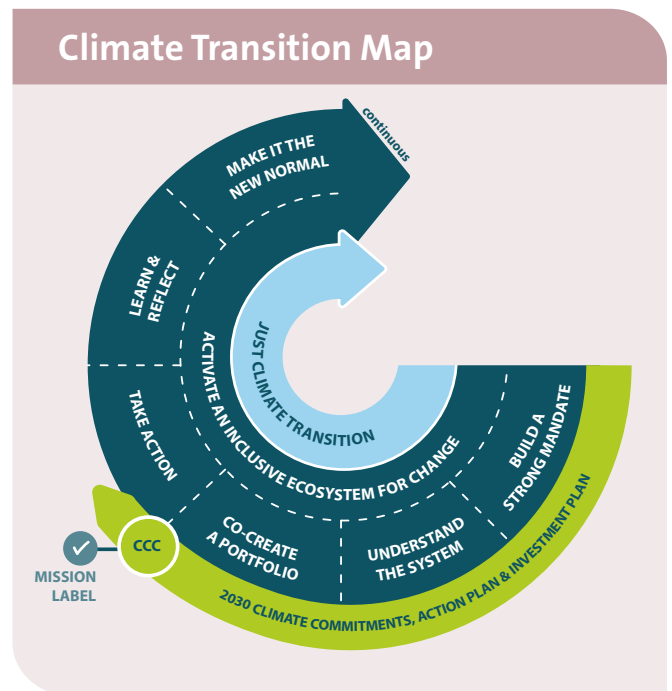 Climate Transition Map
continuous
MAKE IT THE
NEW NORMAL
LEARN &
REFLECT
TAKE ACTION
CO-CREATE
A PORTFOLIO
UNDERSTAND
THE SYSTEM
BUILD A
STRONG MANDATE
ACTIVATE AN INCLUSIVE ECOSYSTEM FOR CHANGE
JUST CLIMATE TRANSITION
CCC
MISSION
LABEL
2030 CLIMATE COMMITMENTS, ACTION PLAN & INVESTMENT PLAN